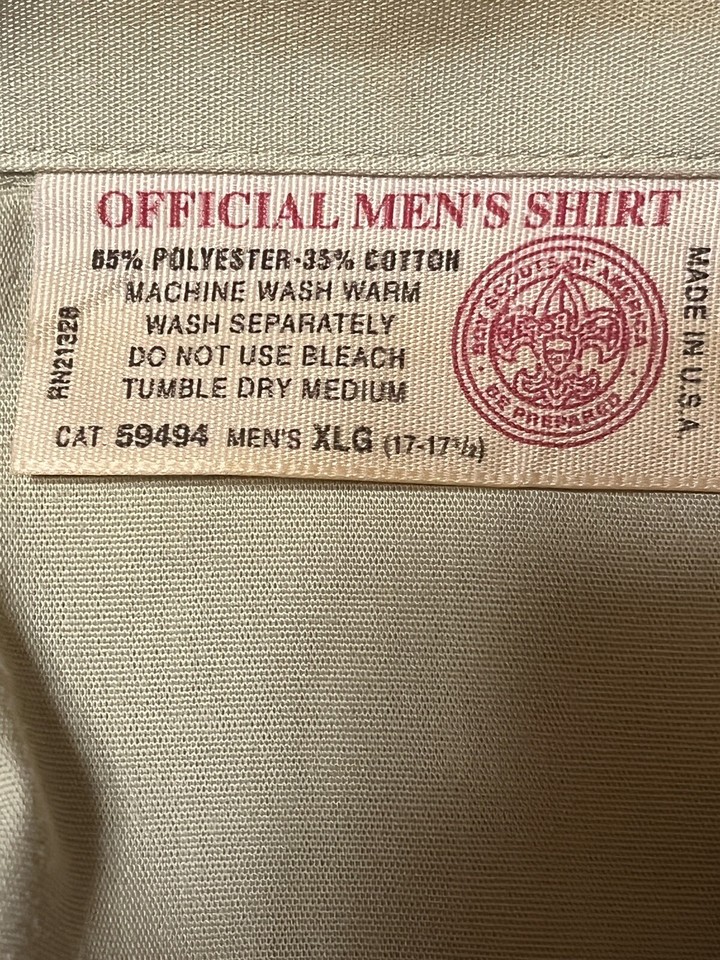 OFFICIAL MEN'S SHIRT
65% POLYESTER-35% COTTON
MACHINE WASH WARM
WASH SEPARATELY
DO NOT USE BLEACH
TUMBLE DRY MEDIUM
CAT. 59494 MEN'S XLG (17-17½)
RN21328
BOY SCOUTS OF AMERICA
BE PREPARED
MADE IN U.S.A.